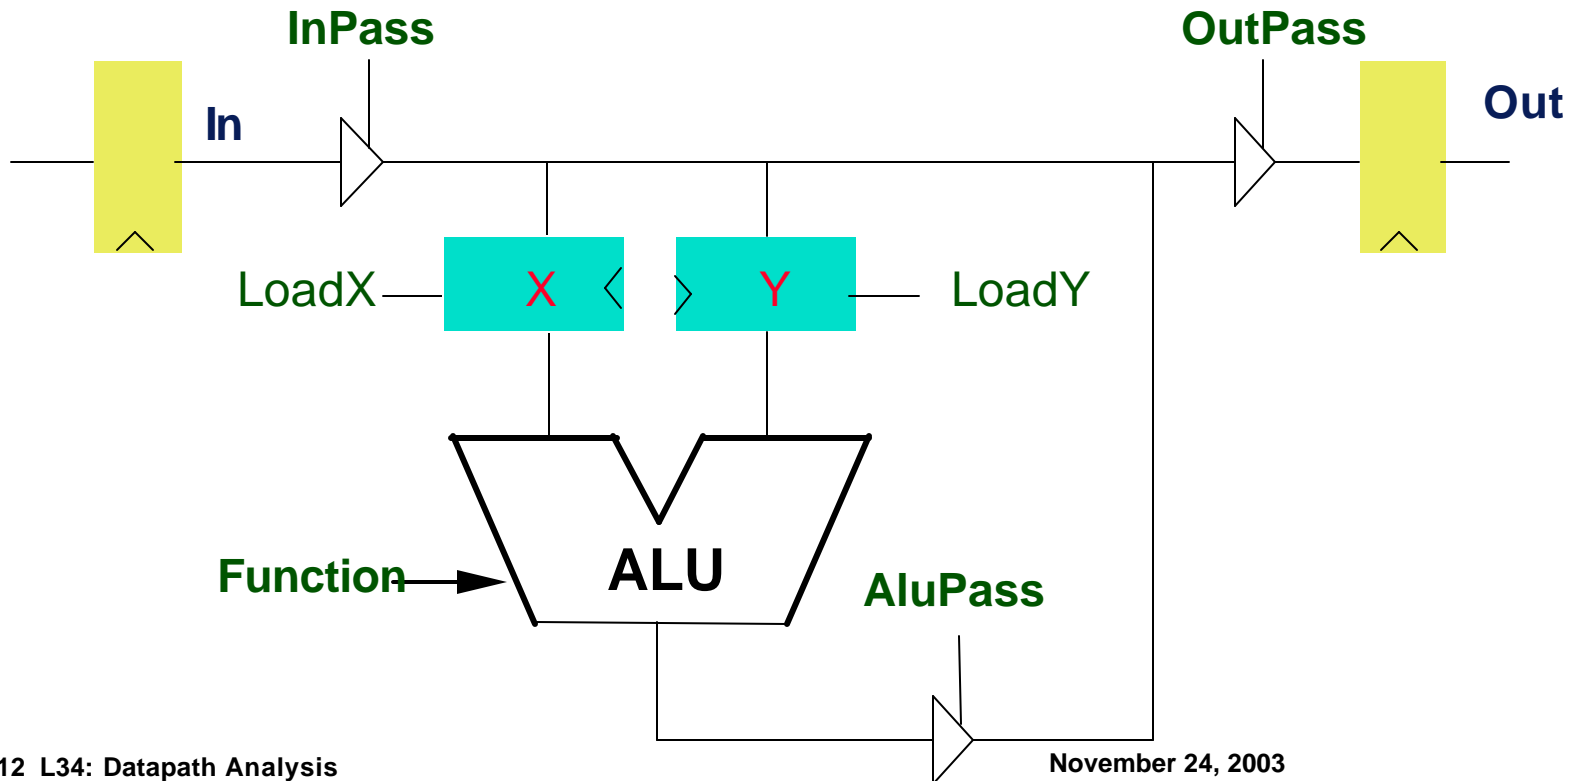 InPass
OutPass
In
Out
LoadX
X
Y
LoadY
ALU
Function
AluPass
12 L34: Datapath Analysis
November 24, 2003